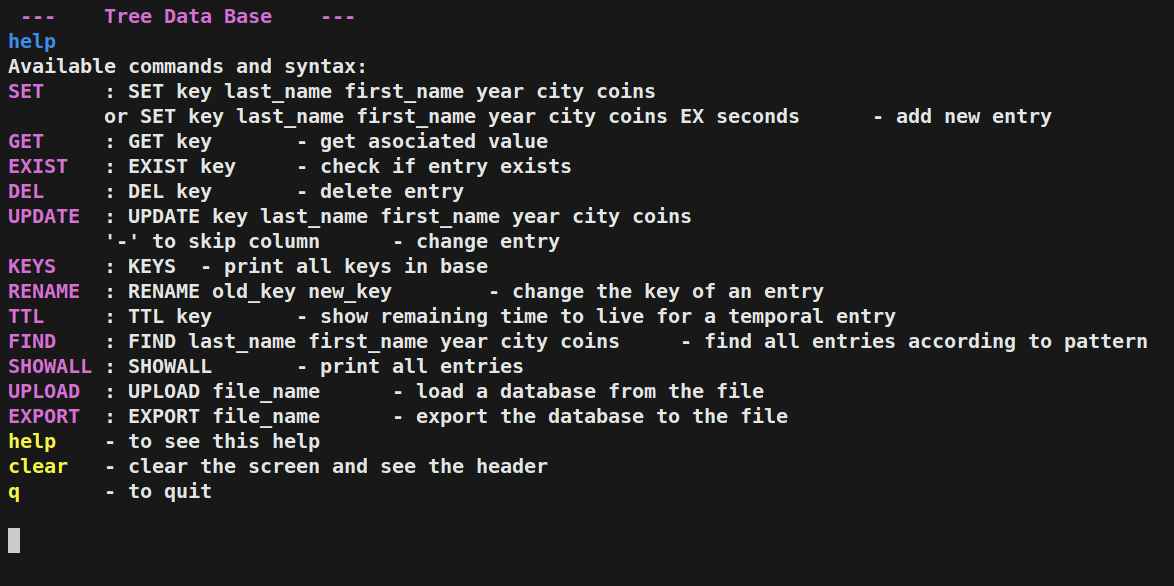 ---    Tree Data Base    ---
help
Available commands and syntax:
SET     : SET key last_name first_name year city coins
        or SET key last_name first_name year city coins EX seconds      - add new entry
GET     : GET key       - get asociated value
EXIST   : EXIST key     - check if entry exists
DEL     : DEL key       - delete entry
UPDATE  : UPDATE key last_name first_name year city coins
        '-' to skip column      - change entry
KEYS    : KEYS  - print all keys in base
RENAME  : RENAME old_key new_key        - change the key of an entry
TTL     : TTL key       - show remaining time to live for a temporal entry
FIND    : FIND last_name first_name year city coins     - find all entries according to pattern
SHOWALL : SHOWALL       - print all entries
UPLOAD  : UPLOAD file_name      - load a database from the file
EXPORT  : EXPORT file_name      - export the database to the file
help    - to see this help
clear   - clear the screen and see the header
q       - to quit